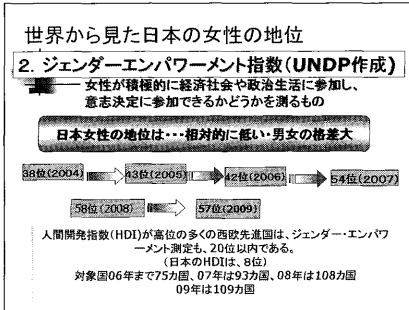 世界から見た日本の女性の地位
2. ジェンダーエンパワーメント指数(UNDP作成)
女性が積極的に経済社会や政治生活に参加し、
意志決定に参加できるかどうかを測るもの
日本女性の地位は・・・相対的に低い・男女の格差大
38位(2004) 43位(2005) 42位(2006) 54位(2007)
58位(2008) 57位(2009)
人間開発指数(HDI)が高位の多くの西欧先進国は、ジェンダー・エンパワ
ーメント測定も、20位以内である。
(日本のHDIは、8位)
対象国06年まで75カ国、07年は93カ国、08年は108カ国
09年は109カ国